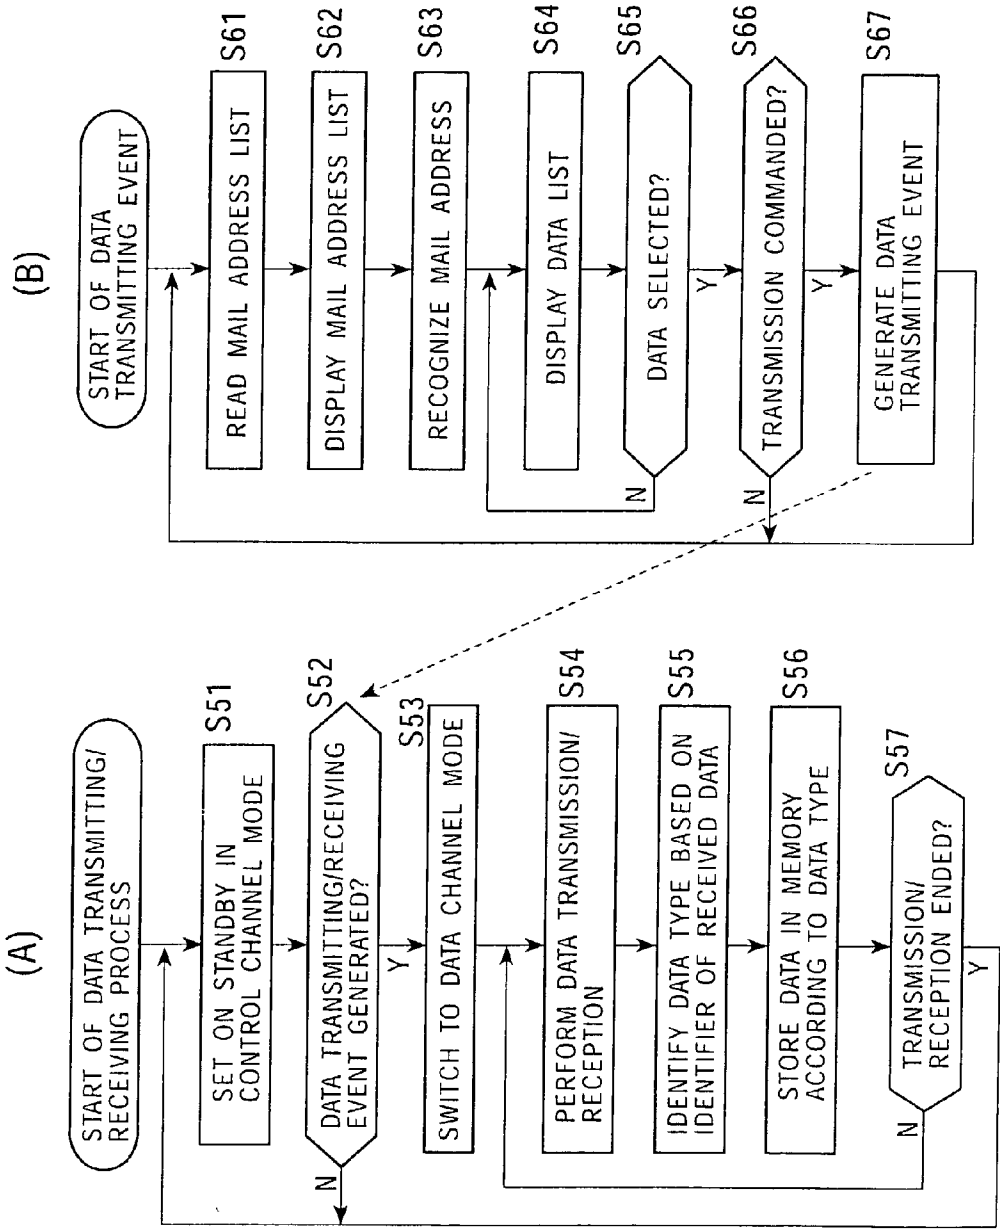 (A)
START OF DATA TRANSMITTING/
RECEIVING PROCESS
S51
SET ON STANDBY IN
CONTROL CHANNEL MODE
S52
DATA TRANSMITTING/RECEIVING
EVENT GENERATED?
N
Y
S53
SWITCH TO DATA CHANNEL MODE
S54
PERFORM DATA TRANSMISSION/
RECEPTION
S55
IDENTIFY DATA TYPE BASED ON
IDENTIFIER OF RECEIVED DATA
S56
STORE DATA IN MEMORY
ACCORDING TO DATA TYPE
S57
TRANSMISSION/
RECEPTION ENDED?
N
Y
(B)
START OF DATA
TRANSMITTING EVENT
S61
READ MAIL ADDRESS LIST
S62
DISPLAY MAIL ADDRESS LIST
S63
RECOGNIZE MAIL ADDRESS
S64
DISPLAY DATA LIST
S65
DATA SELECTED?
N
Y
S66
TRANSMISSION COMMANDED?
N
Y
S67
GENERATE DATA
TRANSMITTING EVENT